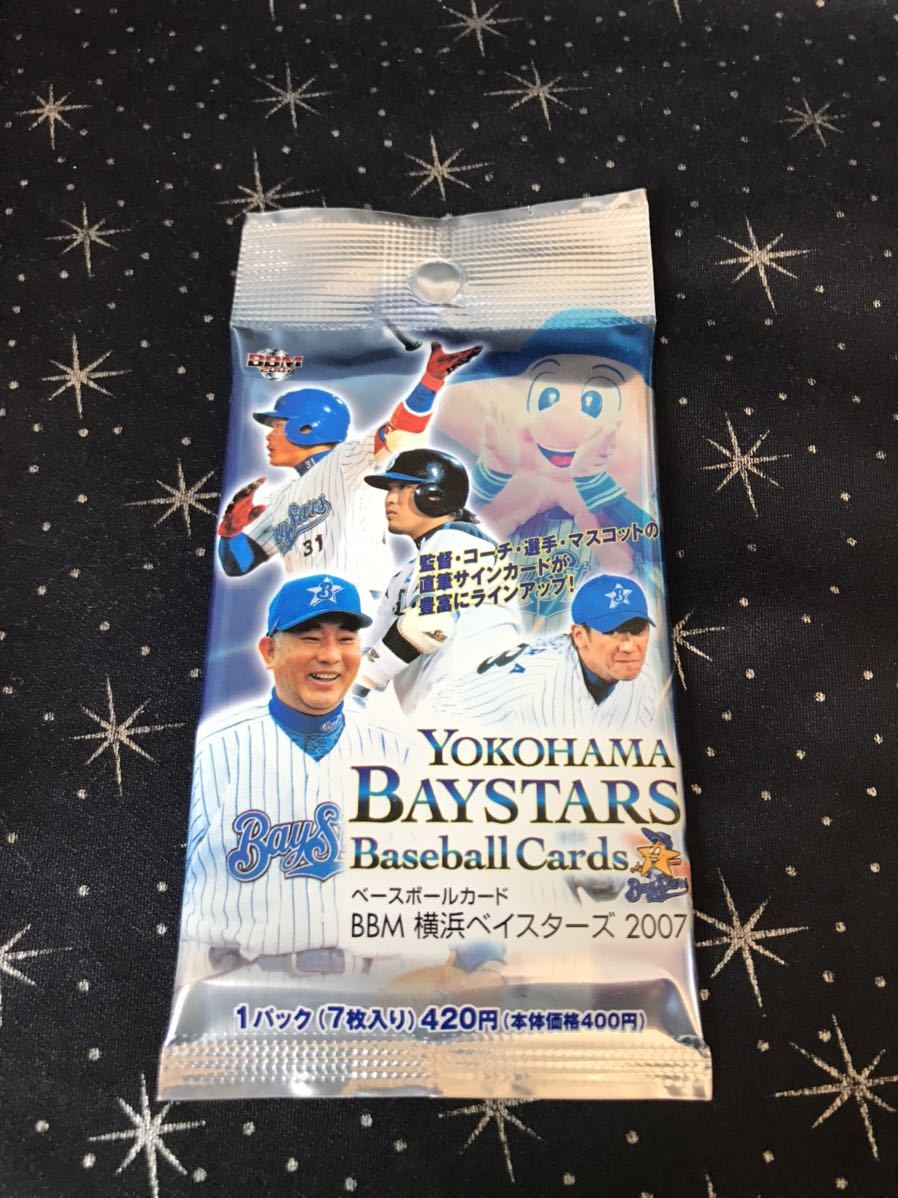 BBM
31
監督・コーチ・選手・マスコットの
直筆サインカードが
豊富にラインアップ!
YOKOHAMA
BAYSTARS
Baseball Cards
ベースボールカード
BBM 横浜ベイスターズ 2007
1パック(7枚入り)420円(本体価格400円)